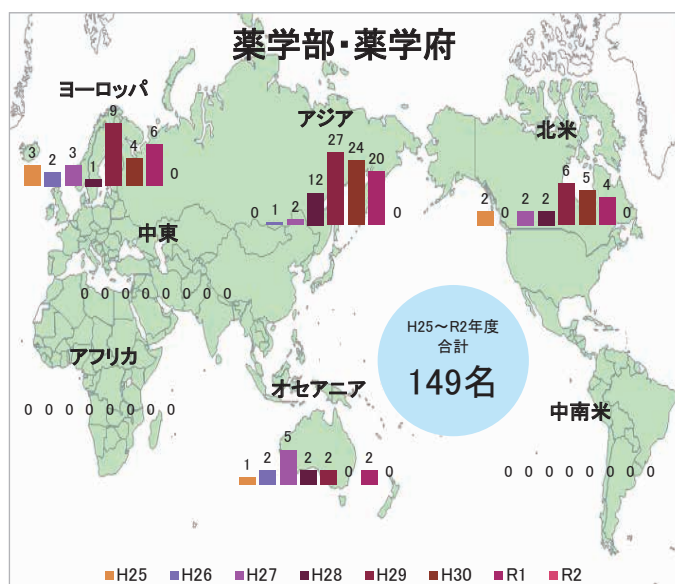 薬学部・薬学府
ヨーロッパ
3 2 3 1 9 4 6 0
アジア
0 1 2 12 27 24 20 0
北米
2 0 2 2 6 5 4 0
中東
0 0 0 0 0 0 0 0
H25～R2年度
合計
149名
アフリカ
0 0 0 0 0 0 0 0
オセアニア
1 2 5 2 2 0 2 0
中南米
0 0 0 0 0 0 0 0
H25 H26 H27 H28 H29 H30 R1 R2